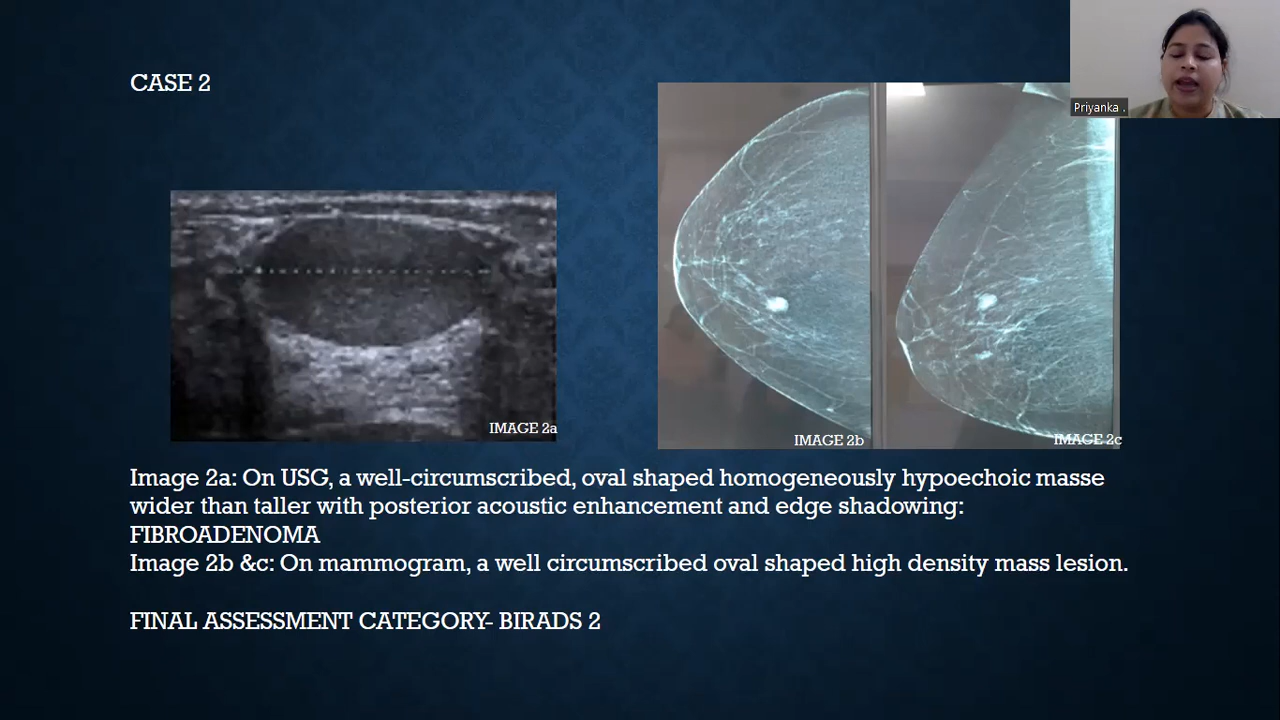 CASE 2
Priyanka .
IMAGE 2a
IMAGE 2b
IMAGE 2c
Image 2a: On USG, a well-circumscribed, oval shaped homogeneously hypoechoic masse
wider than taller with posterior acoustic enhancement and edge shadowing:
FIBROADENOMA
Image 2b &c: On mammogram, a well circumscribed oval shaped high density mass lesion.
FINAL ASSESSMENT CATEGORY- BIRADS 2